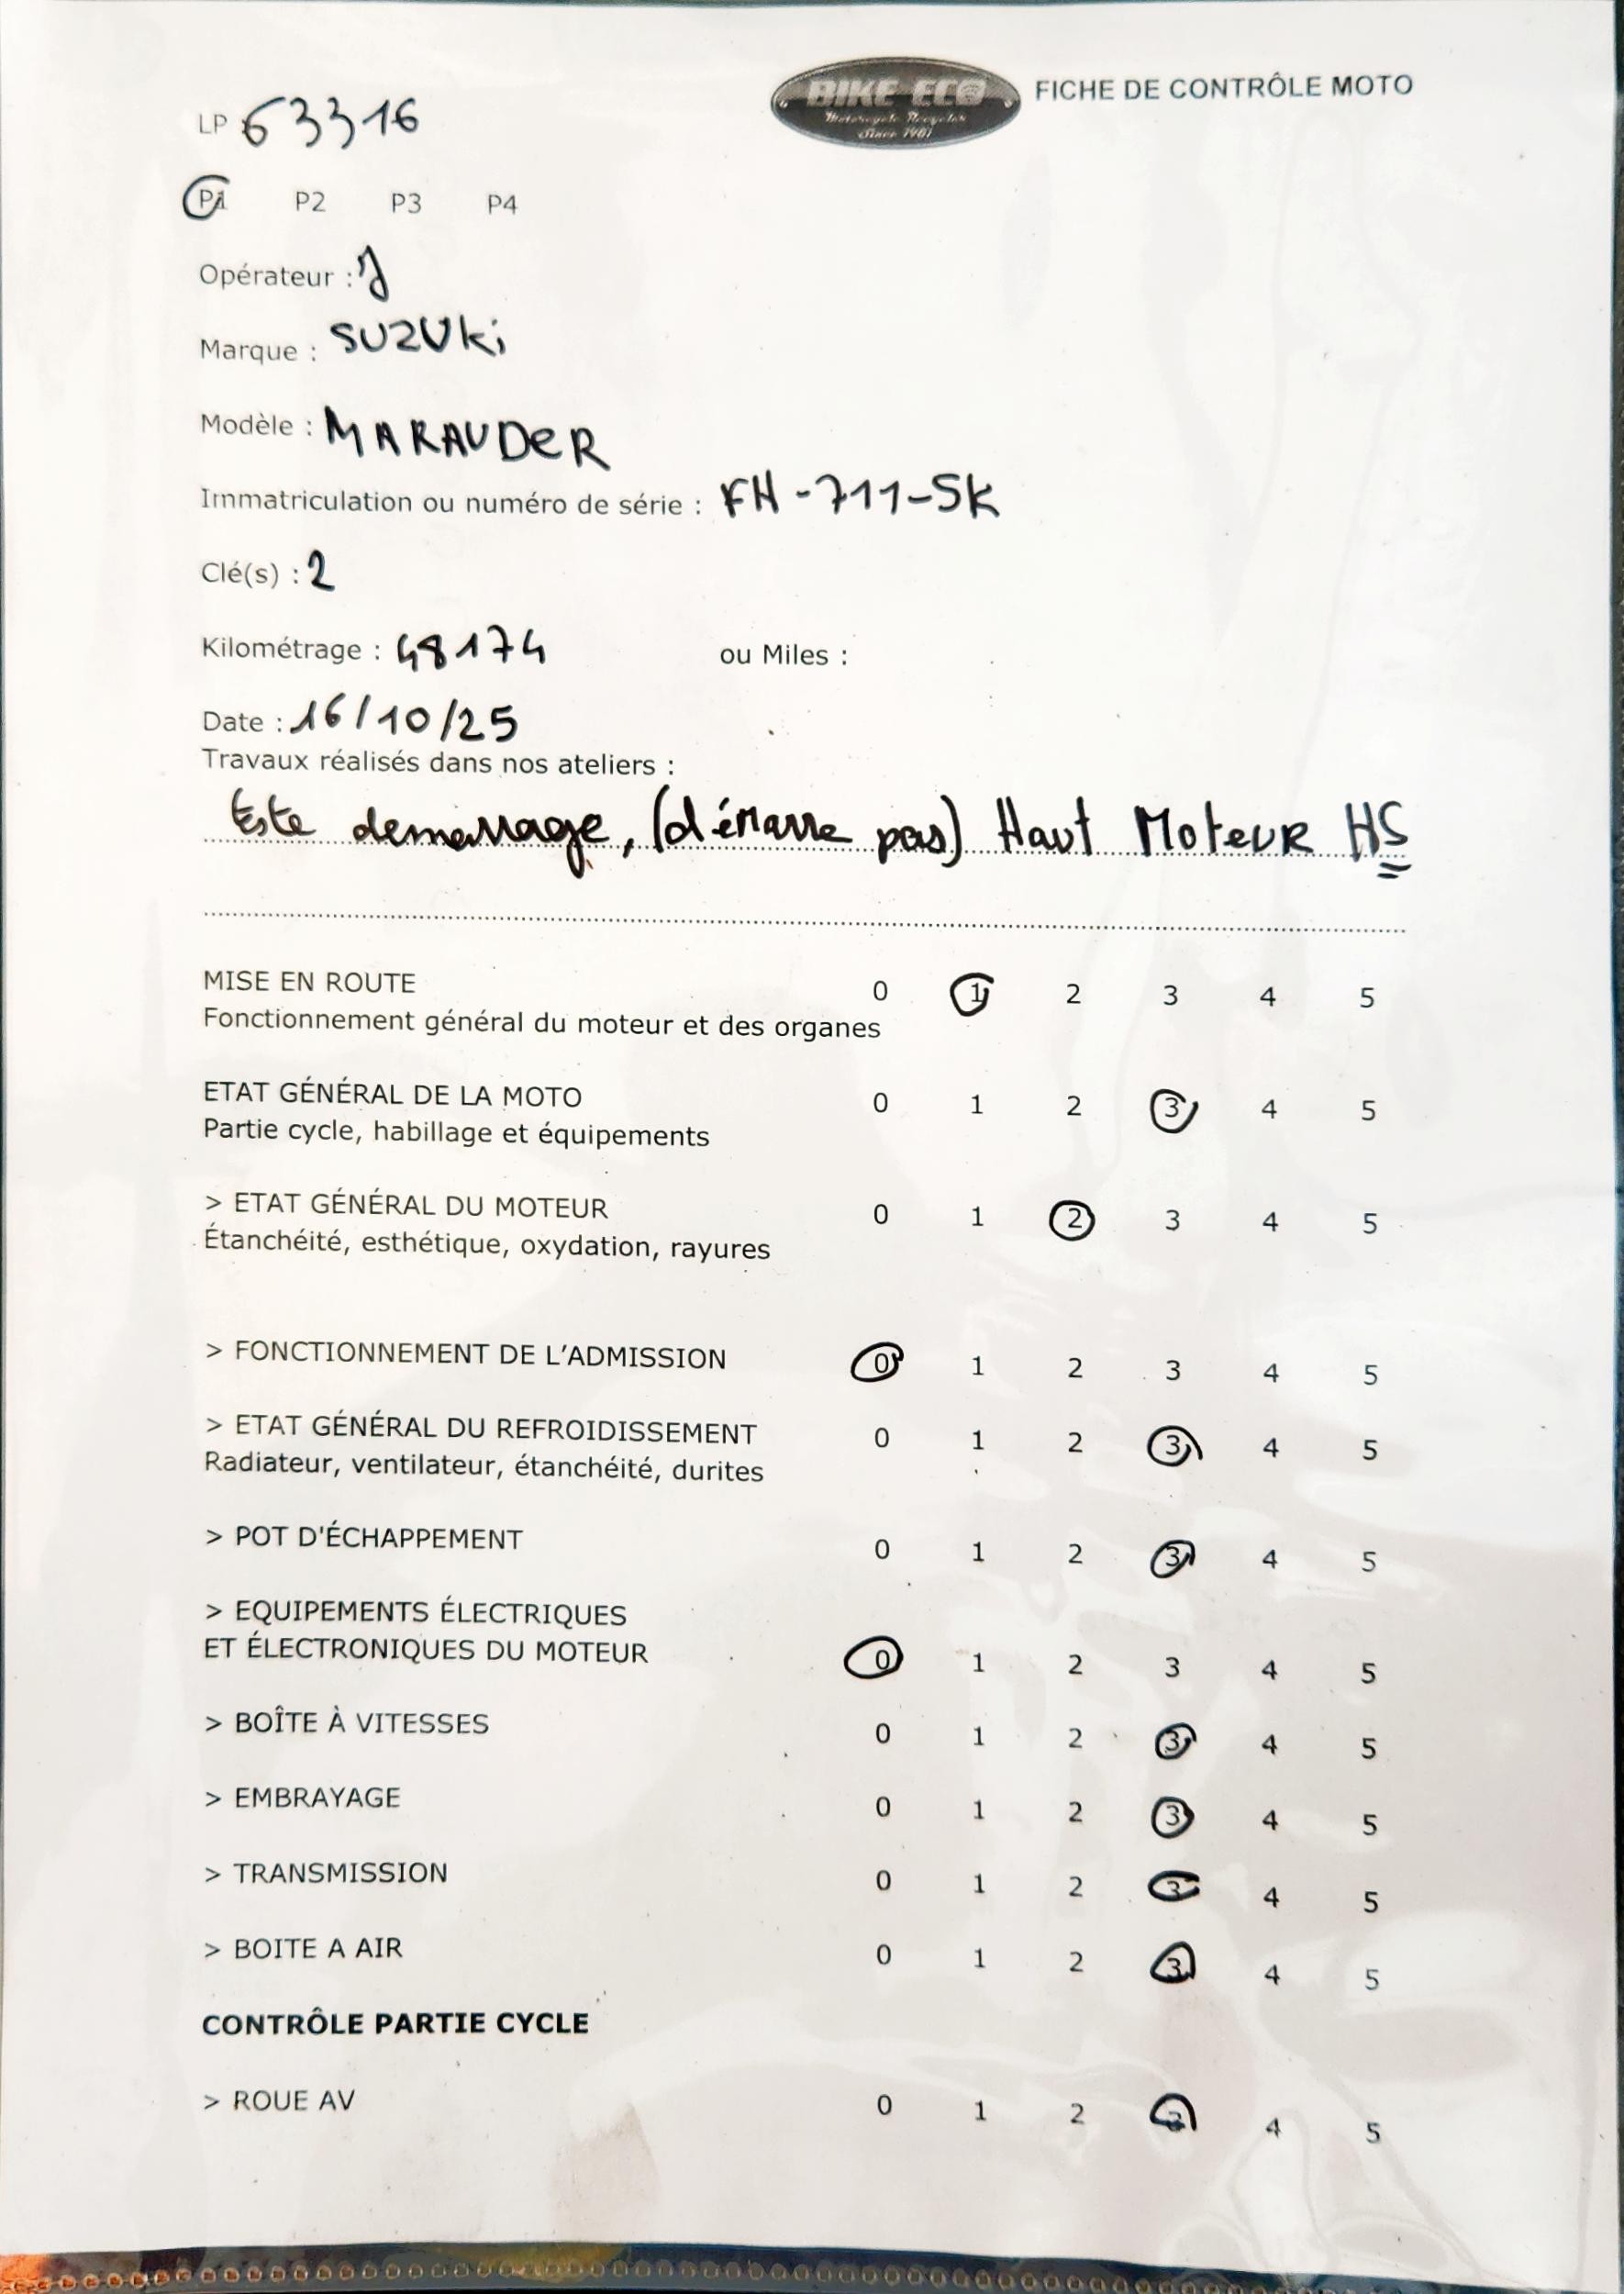 BIKE ECO
Motorcycle Recycler
Since 1981
FICHE DE CONTRÔLE MOTO
LP 63316
P1 P2 P3 P4
Opérateur : J
Marque : SUZUKi
Modèle : MARAUDeR
Immatriculation ou numéro de série : FH-711-SK
Clé(s) : 2
Kilométrage : 48174 ou Miles :
Date : 16/10/25
Travaux réalisés dans nos ateliers :
Este demarrage, (démarre pas) Haut Moteur HS
MISE EN ROUTE 0 1 2 3 4 5
Fonctionnement général du moteur et des organes
ETAT GÉNÉRAL DE LA MOTO 0 1 2 3 4 5
Partie cycle, habillage et équipements
> ETAT GÉNÉRAL DU MOTEUR 0 1 2 3 4 5
Étanchéité, esthétique, oxydation, rayures
> FONCTIONNEMENT DE L'ADMISSION 0 1 2 3 4 5
> ETAT GÉNÉRAL DU REFROIDISSEMENT 0 1 2 3 4 5
Radiateur, ventilateur, étanchéité, durites
> POT D'ÉCHAPPEMENT 0 1 2 3 4 5
> EQUIPEMENTS ÉLECTRIQUES
ET ÉLECTRONIQUES DU MOTEUR 0 1 2 3 4 5
> BOÎTE À VITESSES 0 1 2 3 4 5
> EMBRAYAGE 0 1 2 3 4 5
> TRANSMISSION 0 1 2 3 4 5
> BOITE A AIR 0 1 2 3 4 5
CONTRÔLE PARTIE CYCLE
> ROUE AV 0 1 2 3 4 5